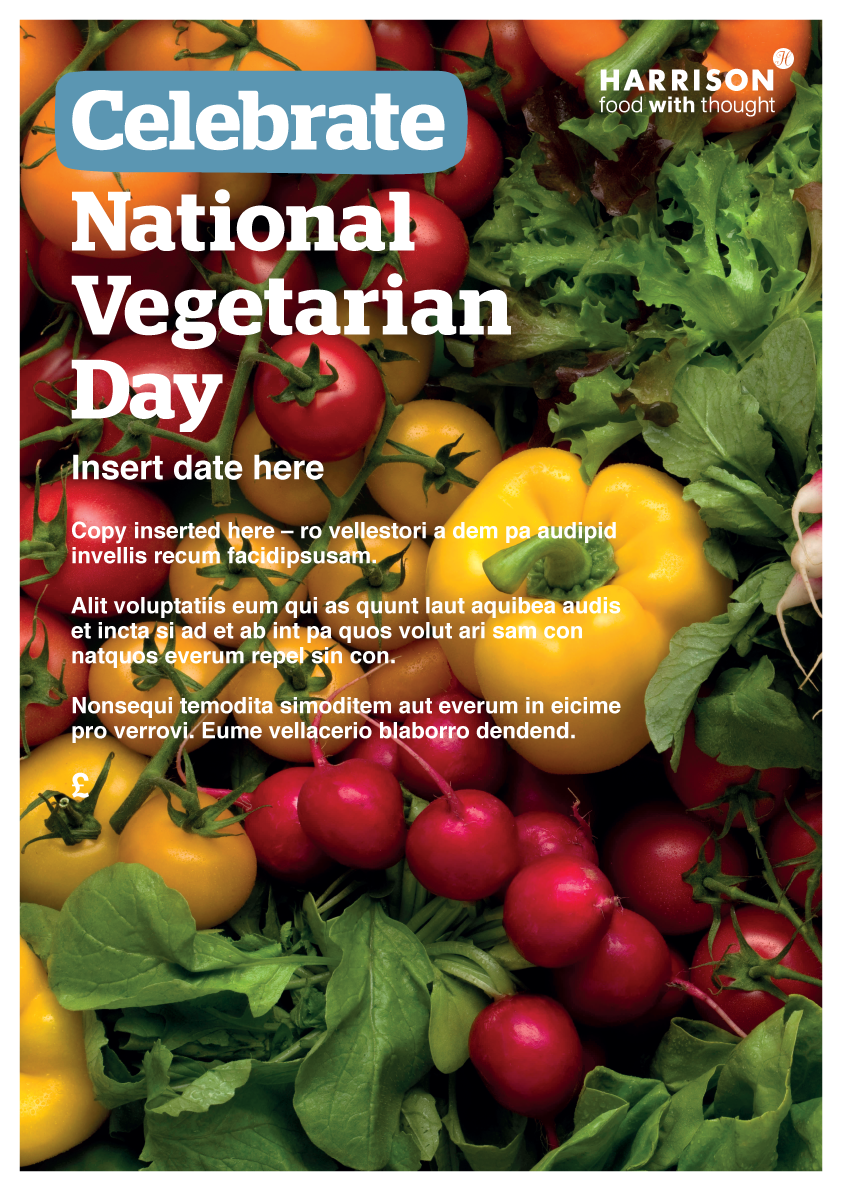 Celebrate
H
HARRISON
food with thought
National
Vegetarian
Day
Insert date here
Copy inserted here – ro vellestori a dem pa audipid
invellis recum facidipsusam.
Alit voluptatiis eum qui as quunt laut aquibea audis
et incta si ad et ab int pa quos volut ari sam con
natquos everum repel sin con.
Nonsequi temodita simoditem aut everum in eicime
pro verrovi. Eume vellacerio blaborro dendend.
£